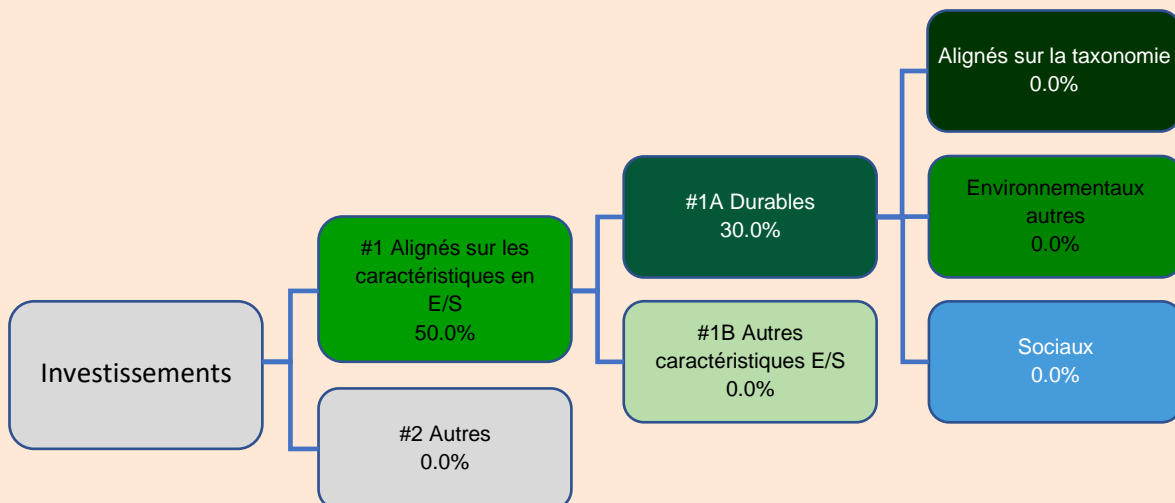 Investissements
#1 Alignés sur les
caractéristiques en
E/S
50.0%
#2 Autres
0.0%
#1A Durables
30.0%
#1B Autres
caractéristiques E/S
0.0%
Alignés sur la taxonomie
0.0%
Environnementaux
autres
0.0%
Sociaux
0.0%